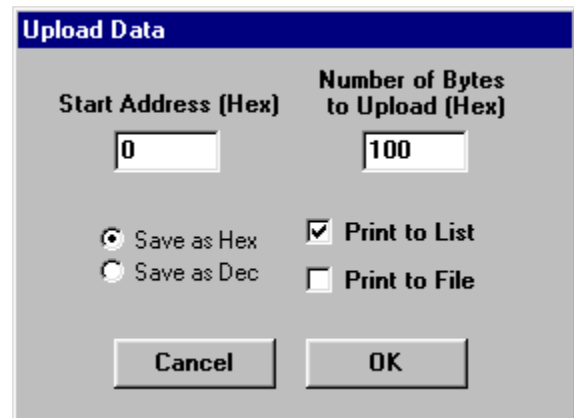 Upload Data
Start Address (Hex)
Number of Bytes
to Upload (Hex)
0
100
Save as Hex
Save as Dec
Print to List
Print to File
Cancel
OK